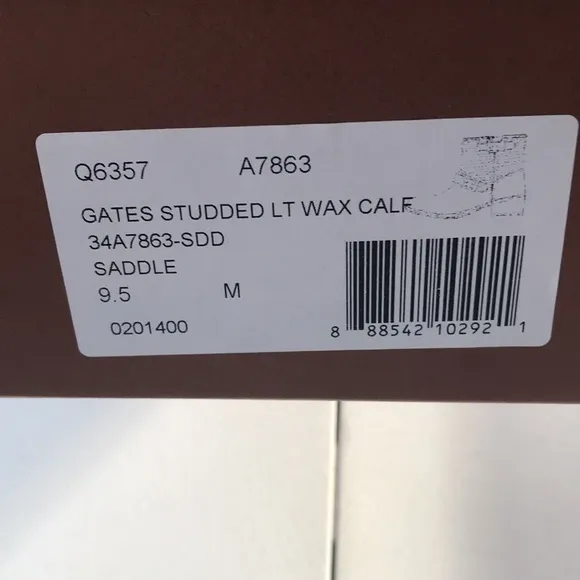 Q6357 A7863
GATES STUDDED LT WAX CALF
34A7863-SDD
SADDLE
9.5 M
0201400
8 88542 10292 1